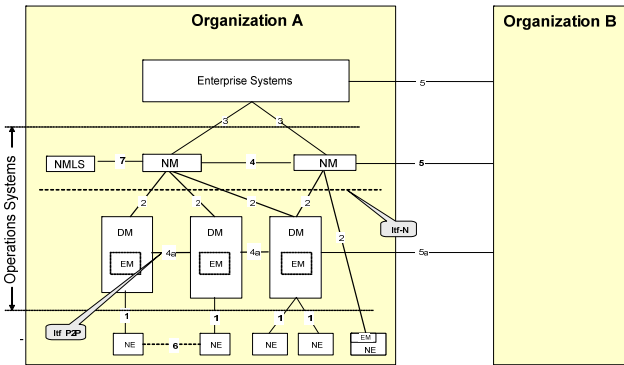 Organization A
Organization B
Enterprise Systems
5
3
3
Operations Systems
NMLS
7
NM
4
NM
5
2
2
2
2
Itf-N
2
DM
DM
DM
EM
4a
EM
4a
EM
5a
1
1
1
1
Itf P2P
NE
6
NE
NE
NE
EM
NE